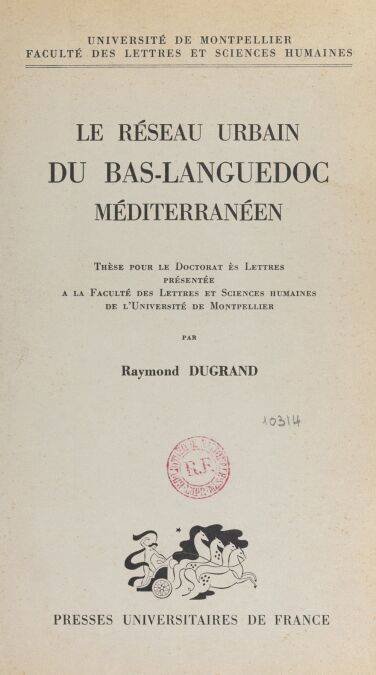 UNIVERSITÉ DE MONTPELLIER
FACULTÉ DES LETTRES ET SCIENCES HUMAINES
LE RÉSEAU URBAIN
DU BAS-LANGUEDOC
MÉDITERRANÉEN
THÈSE POUR LE DOCTORAT ÈS LETTRES
PRÉSENTÉE
A LA FACULTÉ DES LETTRES ET SCIENCES HUMAINES
DE L'UNIVERSITÉ DE MONTPELLIER
PAR
Raymond DUGRAND
10314
R.F.
PRESSES UNIVERSITAIRES DE FRANCE